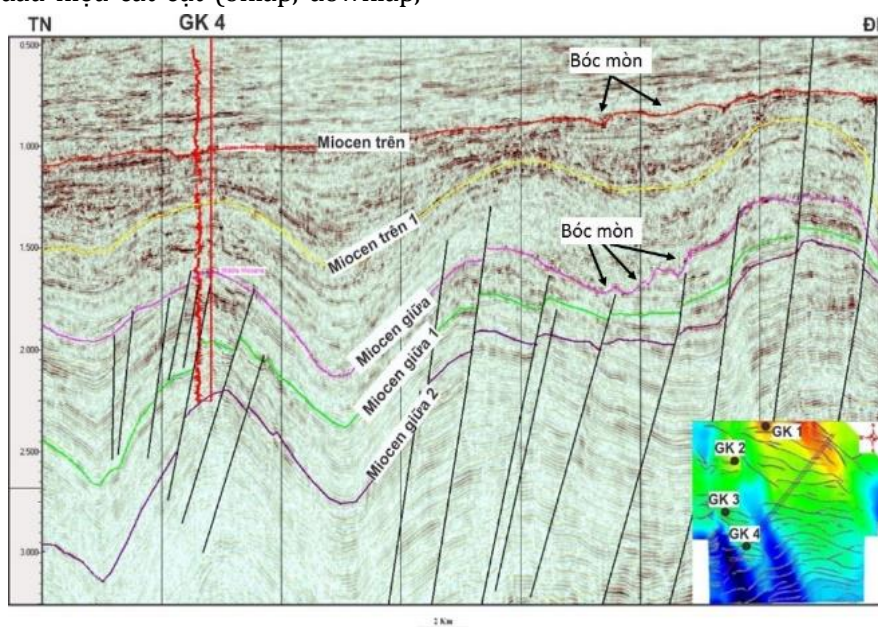 TN GK 4
0.500
Bóc mòn
1.000
Miocen trên
Miocen trên 1
1.500
Bóc mòn
Miocen giữa
2.000
Miocen giữa 1
Miocen giữa 2
2.500
GK 1
GK 2
GK 3
GK 4
3.000
2 Km